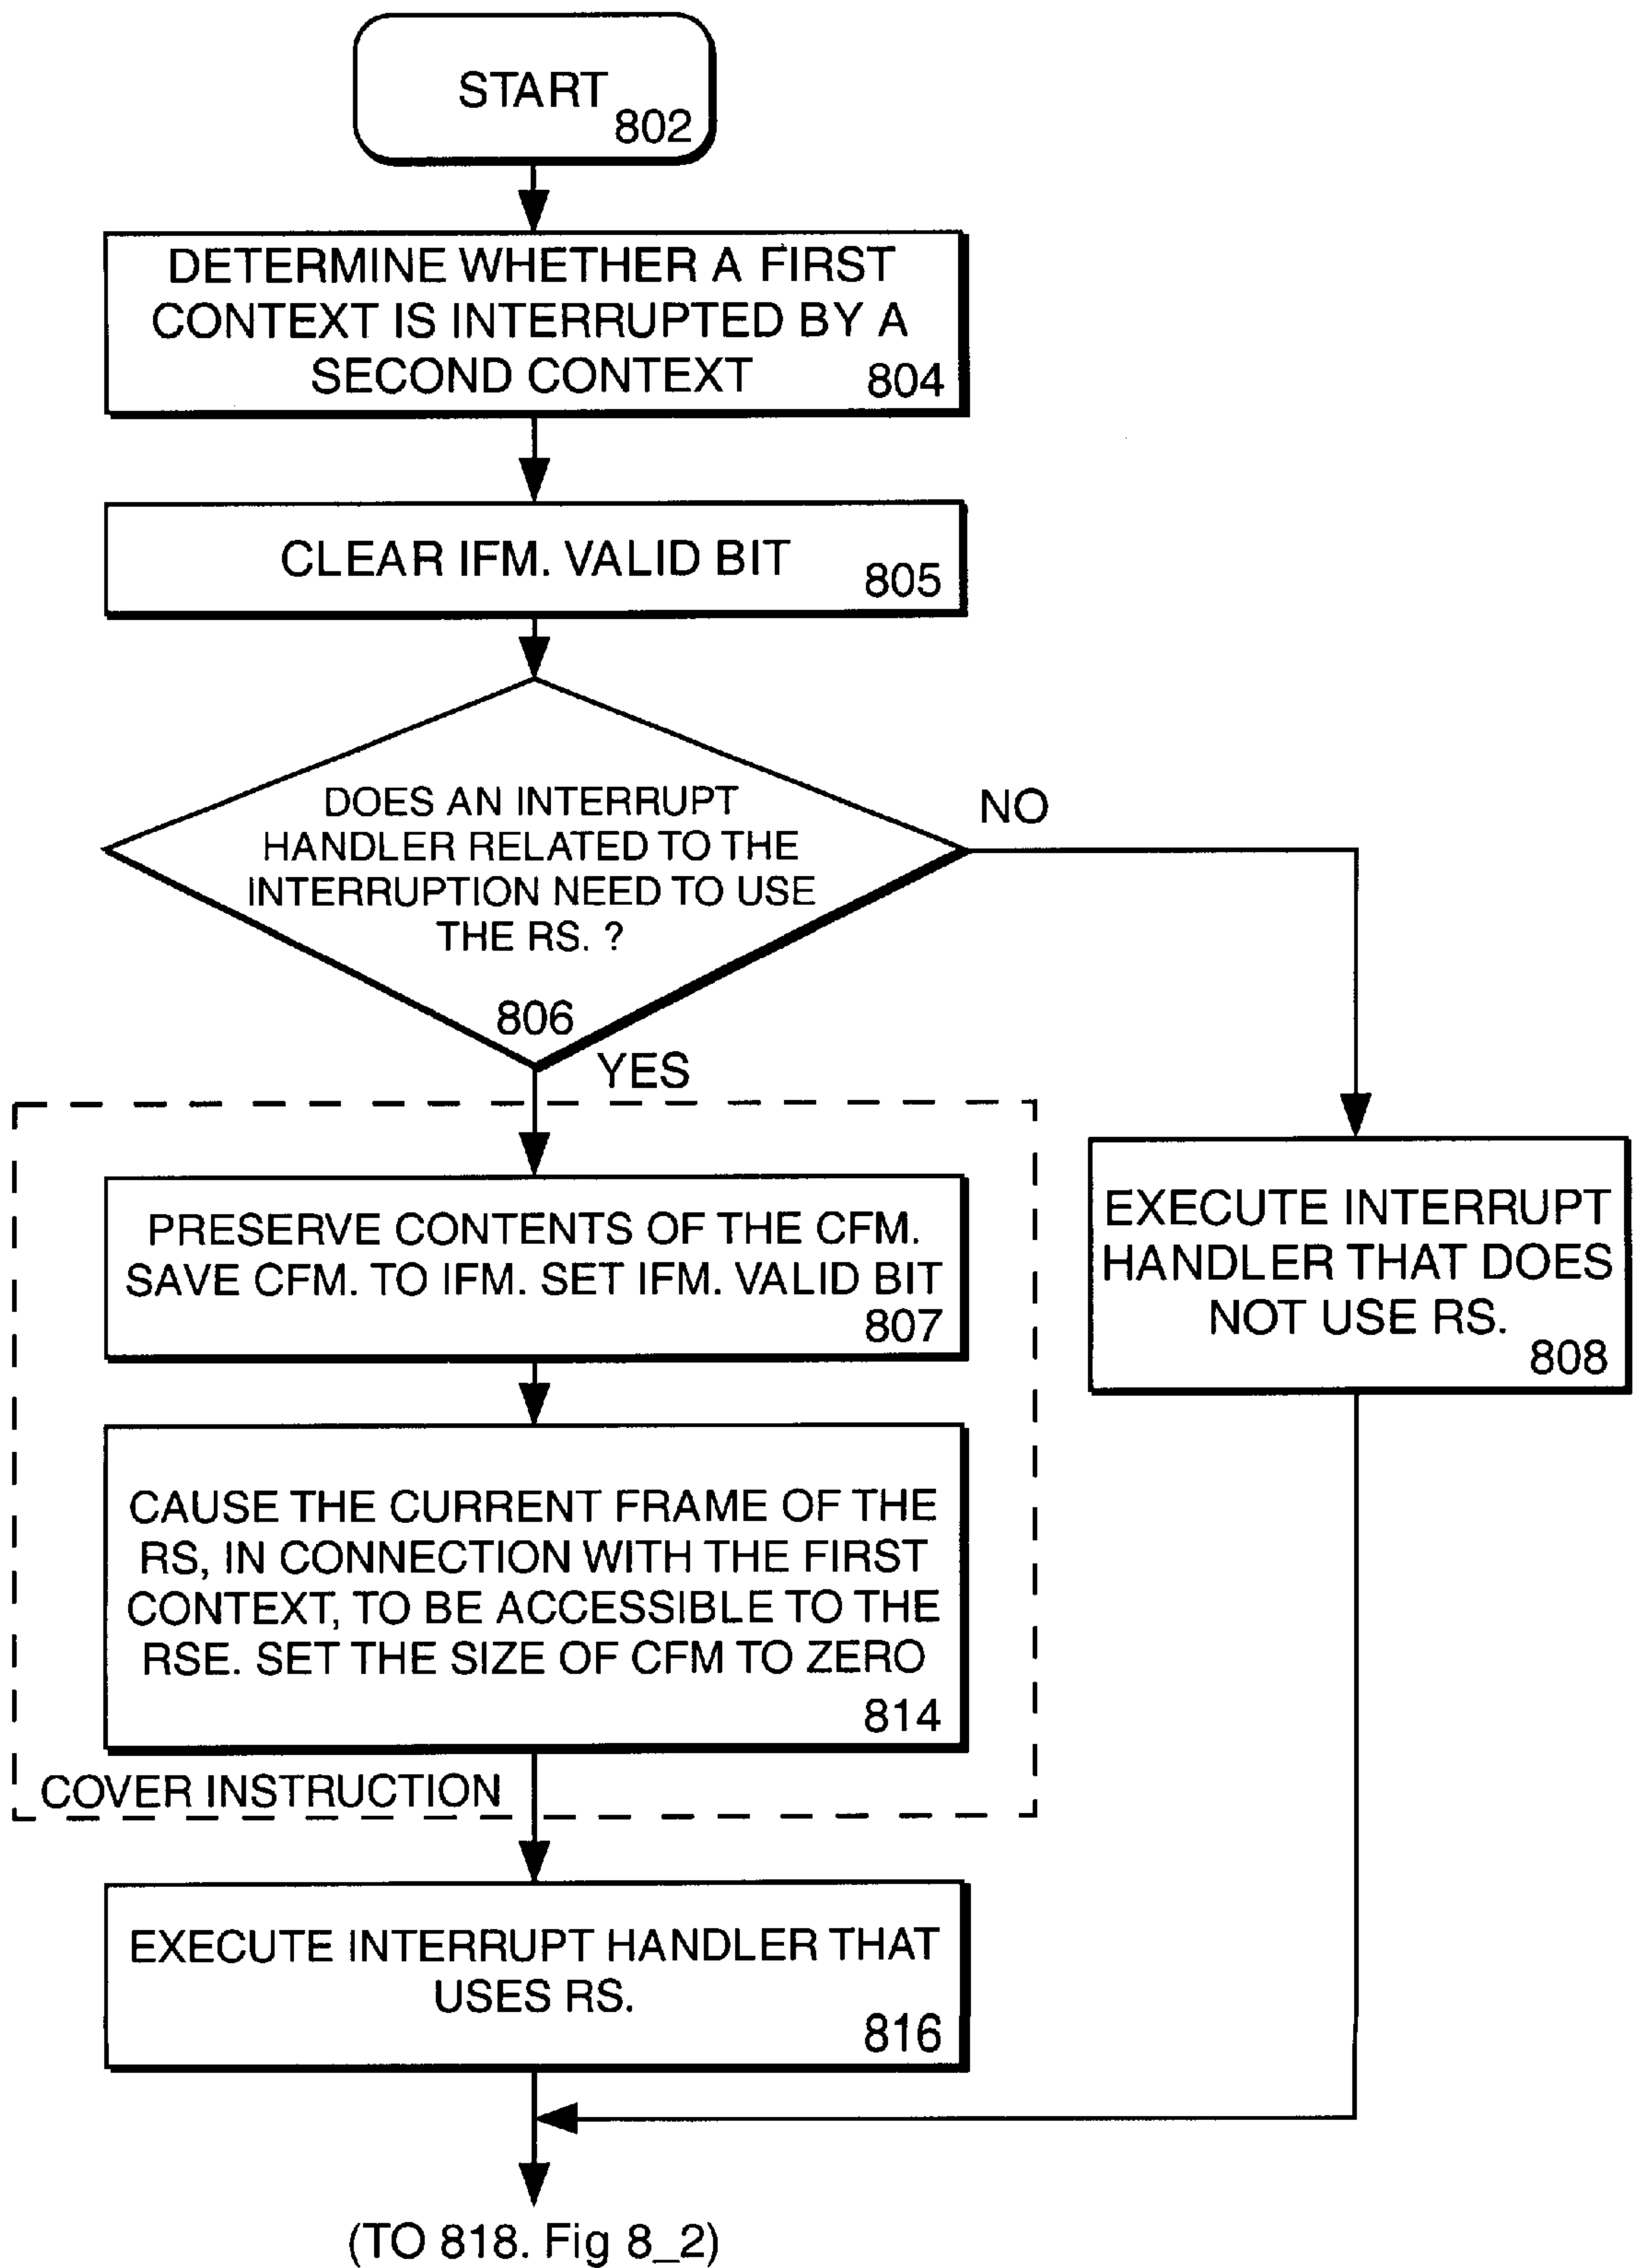 START
802
DETERMINE WHETHER A FIRST
CONTEXT IS INTERRUPTED BY A
SECOND CONTEXT
804
CLEAR IFM. VALID BIT
805
DOES AN INTERRUPT
HANDLER RELATED TO THE
INTERRUPTION NEED TO USE
THE RS. ?
806
NO
YES
PRESERVE CONTENTS OF THE CFM.
SAVE CFM. TO IFM. SET IFM. VALID BIT
807
EXECUTE INTERRUPT
HANDLER THAT DOES
NOT USE RS.
808
CAUSE THE CURRENT FRAME OF THE
RS, IN CONNECTION WITH THE FIRST
CONTEXT, TO BE ACCESSIBLE TO THE
RSE. SET THE SIZE OF CFM TO ZERO
814
COVER INSTRUCTION
EXECUTE INTERRUPT HANDLER THAT
USES RS.
816
(TO 818. Fig 8_2)